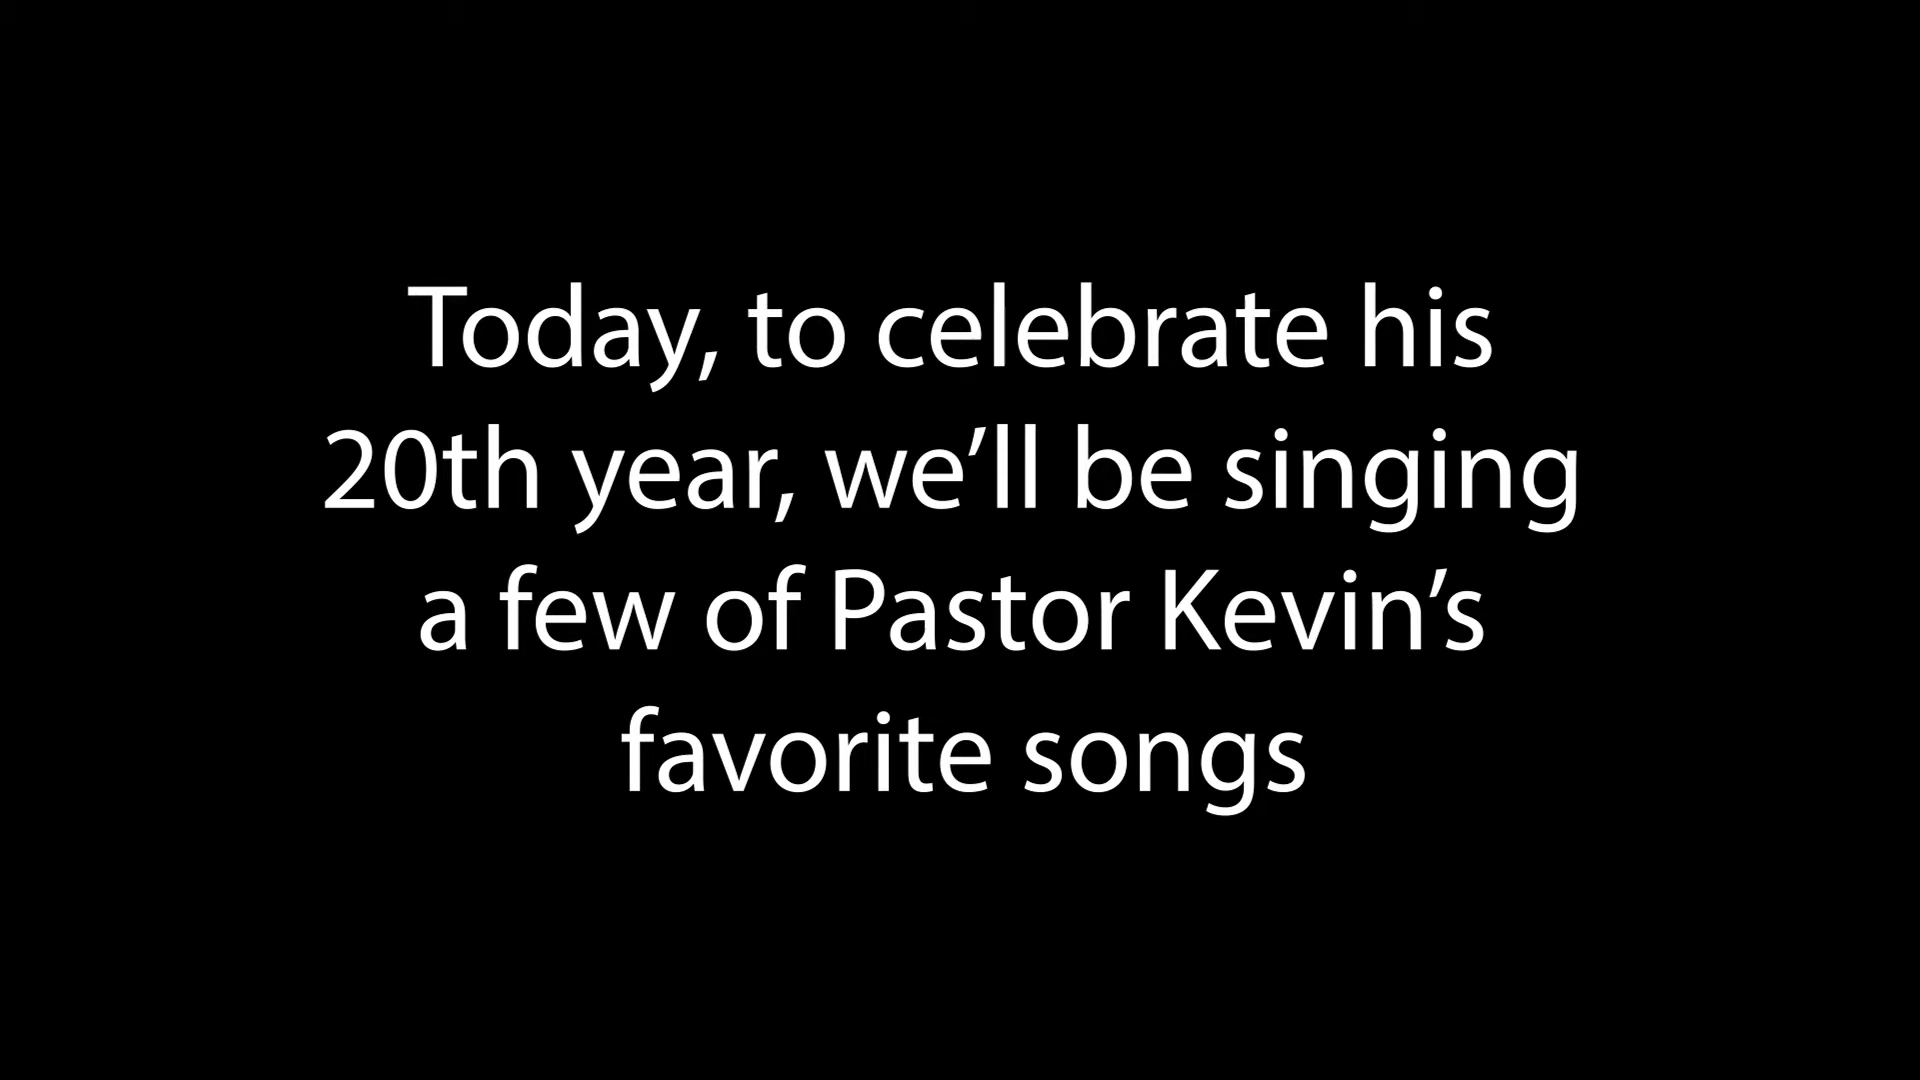 Today, to celebrate his
20th year, we’ll be singing
a few of Pastor Kevin’s
favorite songs